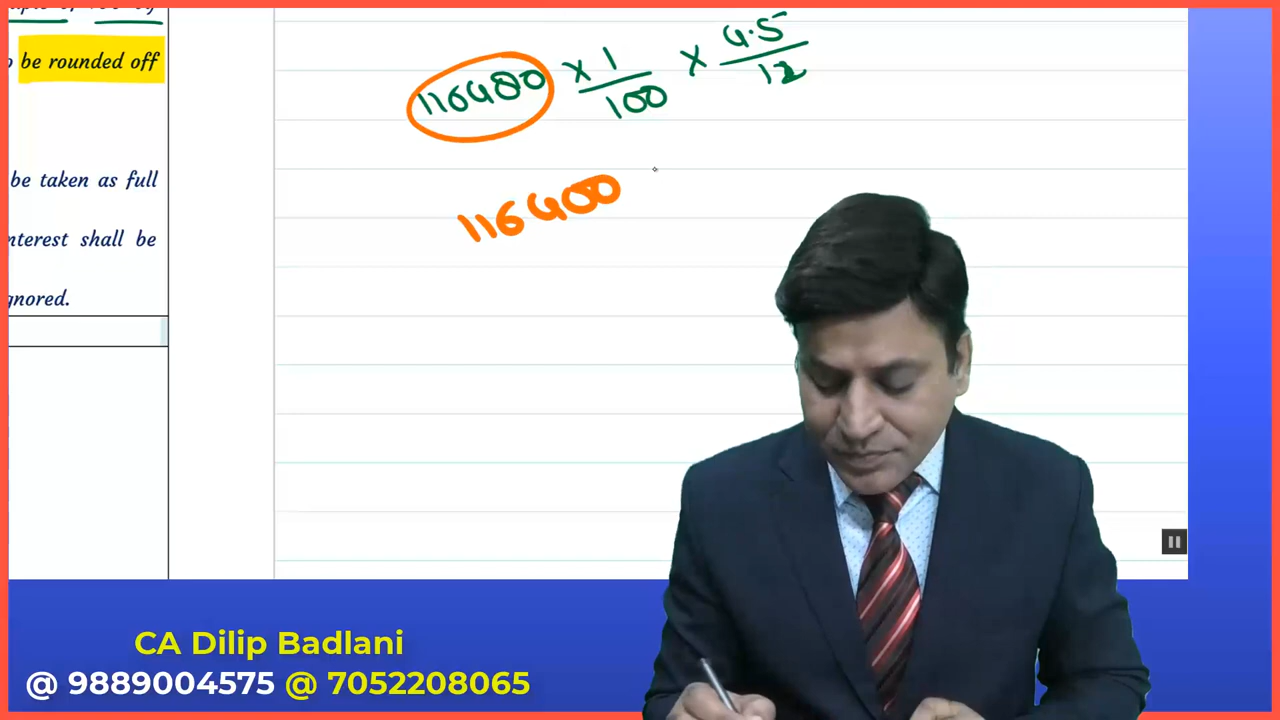 be rounded off
116480 × 1/100 × 4.5/12
116400
be taken as full
nterest shall be
gnored.
CA Dilip Badlani
@ 9889004575 @ 7052208065